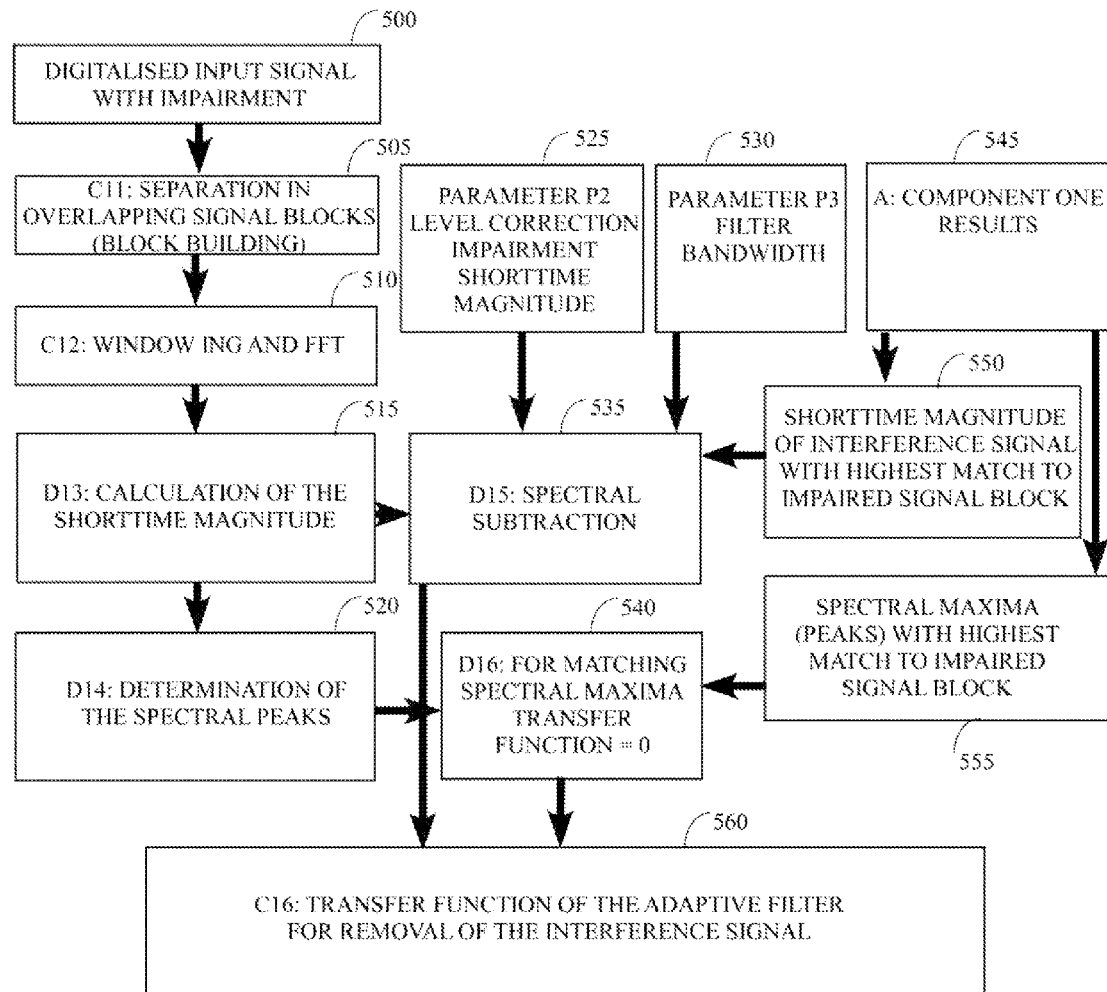 500
DIGITALISED INPUT SIGNAL
WITH IMPAIRMENT
505
C11: SEPARATION IN
OVERLAPPING SIGNAL BLOCKS
(BLOCK BUILDING)
510
C12: WINDOW ING AND FFT
515
D13: CALCULATION OF THE
SHORTTIME MAGNITUDE
520
D14: DETERMINATION OF
THE SPECTRAL PEAKS
525
PARAMETER P2
LEVEL CORRECTION
IMPAIRMENT
SHORTTIME
MAGNITUDE
530
PARAMETER P3
FILTER
BANDWIDTH
535
D15: SPECTRAL
SUBTRACTION
540
D16: FOR MATCHING
SPECTRAL MAXIMA
TRANSFER
FUNCTION = 0
545
A: COMPONENT ONE
RESULTS
550
SHORTTIME MAGNITUDE
OF INTERFERENCE SIGNAL
WITH HIGHEST MATCH TO
IMPAIRED SIGNAL BLOCK
SPECTRAL MAXIMA
(PEAKS) WITH HIGHEST
MATCH TO IMPAIRED
SIGNAL BLOCK
555
560
C16: TRANSFER FUNCTION OF THE ADAPTIVE FILTER
FOR REMOVAL OF THE INTERFERENCE SIGNAL